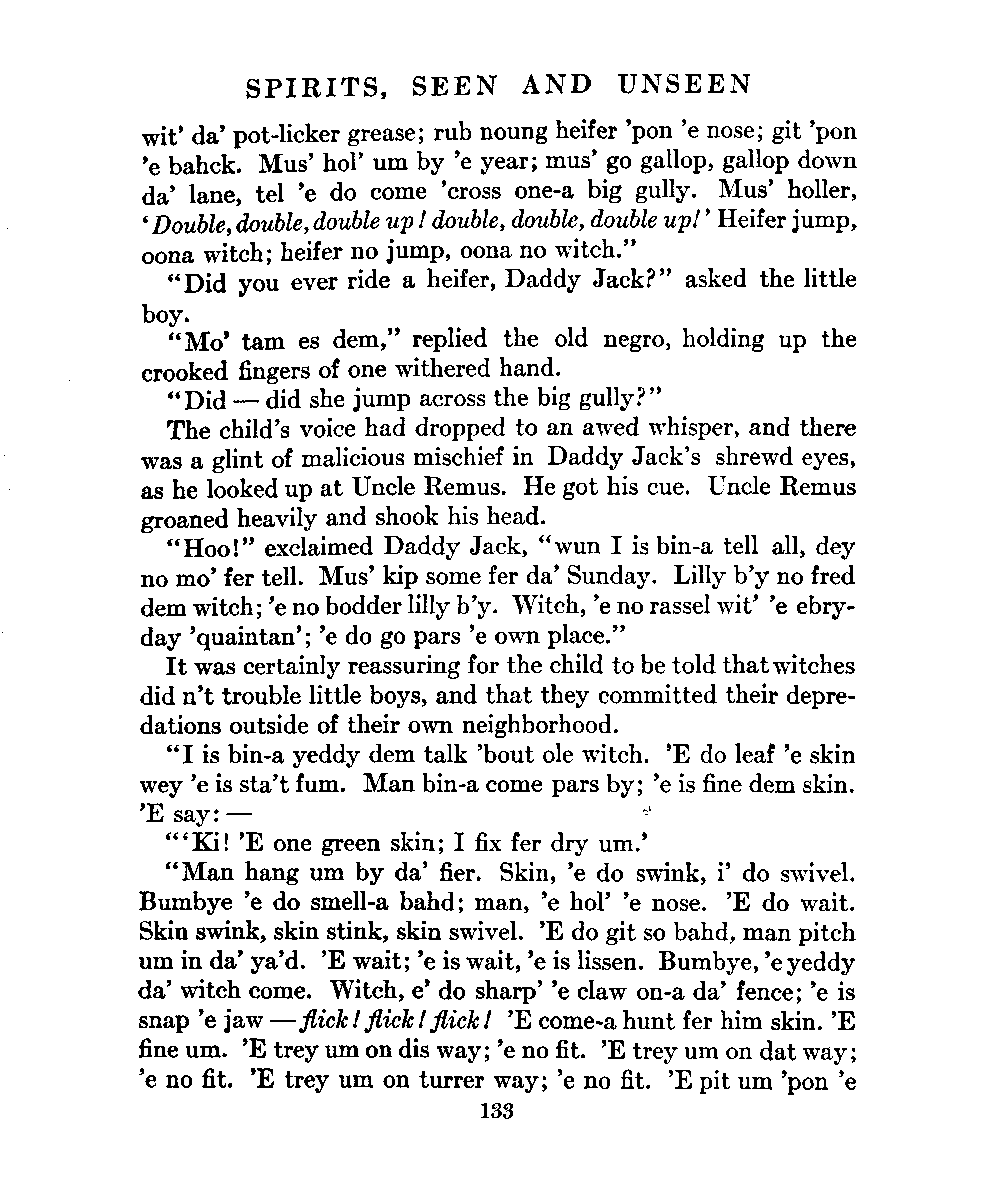 SPIRITS, SEEN AND UNSEEN
wit' da' pot-licker grease; rub noung heifer 'pon 'e nose; git 'pon
'e bahck. Mus' hol' um by 'e year; mus' go gallop, gallop down
da' lane, tel 'e do come 'cross one-a big gully. Mus' holler,
'Double, double, double up! double, double, double up!' Heifer jump,
oona witch; heifer no jump, oona no witch."
"Did you ever ride a heifer, Daddy Jack?" asked the little
boy.
"Mo' tam es dem," replied the old negro, holding up the
crooked fingers of one withered hand.
"Did — did she jump across the big gully?"
The child's voice had dropped to an awed whisper, and there
was a glint of malicious mischief in Daddy Jack's shrewd eyes,
as he looked up at Uncle Remus. He got his cue. Uncle Remus
groaned heavily and shook his head.
"Hoo!" exclaimed Daddy Jack, "wun I is bin-a tell all, dey
no mo' fer tell. Mus' kip some fer da' Sunday. Lilly b'y no fred
dem witch; 'e no bodder lilly b'y. Witch, 'e no rassel wit' 'e ebry-
day 'quaintan'; 'e do go pars 'e own place."
It was certainly reassuring for the child to be told that witches
did n't trouble little boys, and that they committed their depre-
dations outside of their own neighborhood.
"I is bin-a yeddy dem talk 'bout ole witch. 'E do leaf 'e skin
wey 'e is sta't fum. Man bin-a come pars by; 'e is fine dem skin.
'E say: —
"'Ki! 'E one green skin; I fix fer dry um.'
"Man hang um by da' fier. Skin, 'e do swink, i' do swivel.
Bumbye 'e do smell-a bahd; man, 'e hol' 'e nose. 'E do wait.
Skin swink, skin stink, skin swivel. 'E do git so bahd, man pitch
um in da' ya'd. 'E wait; 'e is wait, 'e is lissen. Bumbye, 'e yeddy
da' witch come. Witch, e' do sharp' 'e claw on-a da' fence; 'e is
snap 'e jaw — flick! flick! flick! 'E come-a hunt fer him skin. 'E
fine um. 'E trey um on dis way; 'e no fit. 'E trey um on dat way;
'e no fit. 'E trey um on turrer way; 'e no fit. 'E pit um 'pon 'e
133